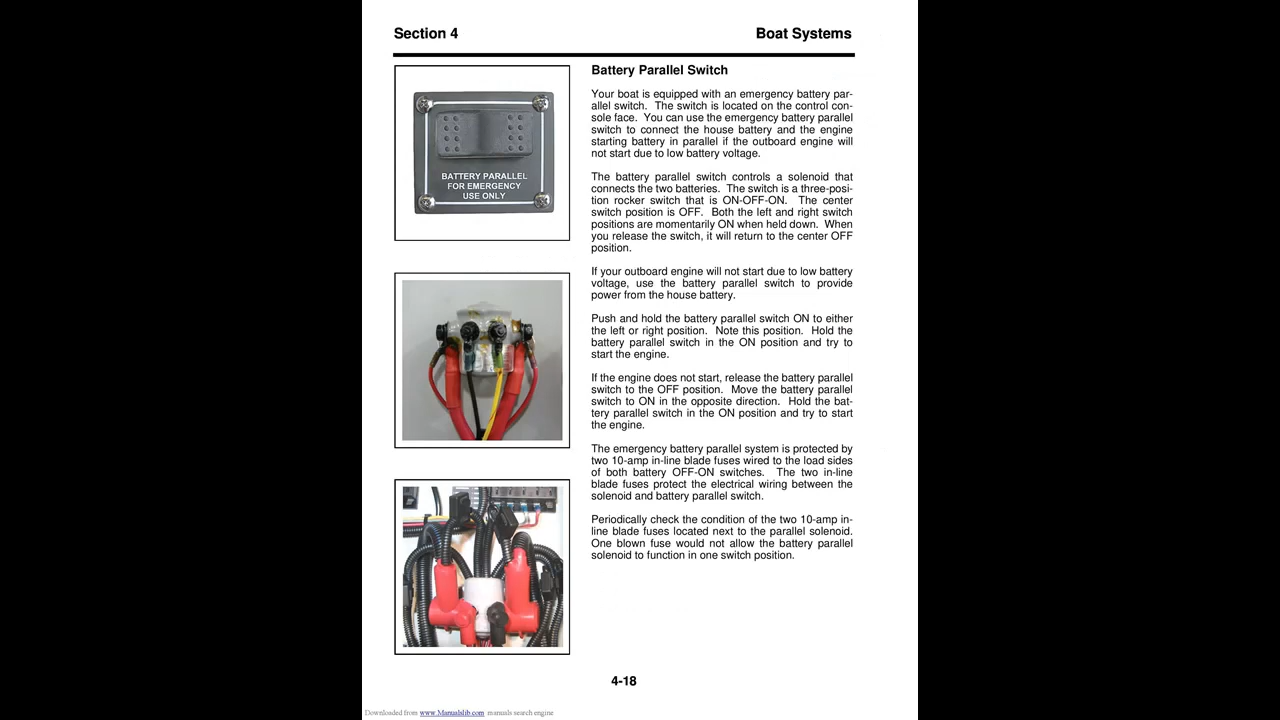 Section 4
Boat Systems
BATTERY PARALLEL
FOR EMERGENCY
USE ONLY
Battery Parallel Switch
Your boat is equipped with an emergency battery par-
allel switch. The switch is located on the control con-
sole face. You can use the emergency battery parallel
switch to connect the house battery and the engine
starting battery in parallel if the outboard engine will
not start due to low battery voltage.
The battery parallel switch controls a solenoid that
connects the two batteries. The switch is a three-posi-
tion rocker switch that is ON-OFF-ON. The center
switch position is OFF. Both the left and right switch
positions are momentarily ON when held down. When
you release the switch, it will return to the center OFF
position.
If your outboard engine will not start due to low battery
voltage, use the battery parallel switch to provide
power from the house battery.
Push and hold the battery parallel switch ON to either
the left or right position. Note this position. Hold the
battery parallel switch in the ON position and try to
start the engine.
If the engine does not start, release the battery parallel
switch to the OFF position. Move the battery parallel
switch to ON in the opposite direction. Hold the bat-
tery parallel switch in the ON position and try to start
the engine.
The emergency battery parallel system is protected by
two 10-amp in-line blade fuses wired to the load sides
of both battery OFF-ON switches. The two in-line
blade fuses protect the electrical wiring between the
solenoid and battery parallel switch.
Periodically check the condition of the two 10-amp in-
line blade fuses located next to the parallel solenoid.
One blown fuse would not allow the battery parallel
solenoid to function in one switch position.
4-18
Downloaded from www.Manualslib.com manuals search engine